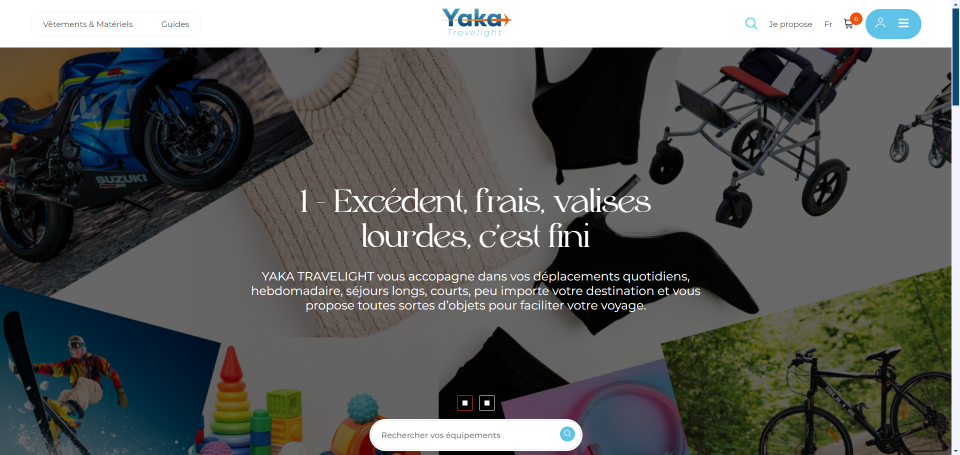 Vêtements & Matériels
Guides
Yaka
Travelight
Je propose
Fr
0
SUZUKI
1 - Excédent, frais, valises
lourdes, c'est fini
YAKA TRAVELIGHT vous accopagne dans vos déplacements quotidiens,
hebdomadaire, séjours longs, courts, peu importe votre destination et vous
propose toutes sortes d'objets pour faciliter votre voyage.
Rechercher vos équipements